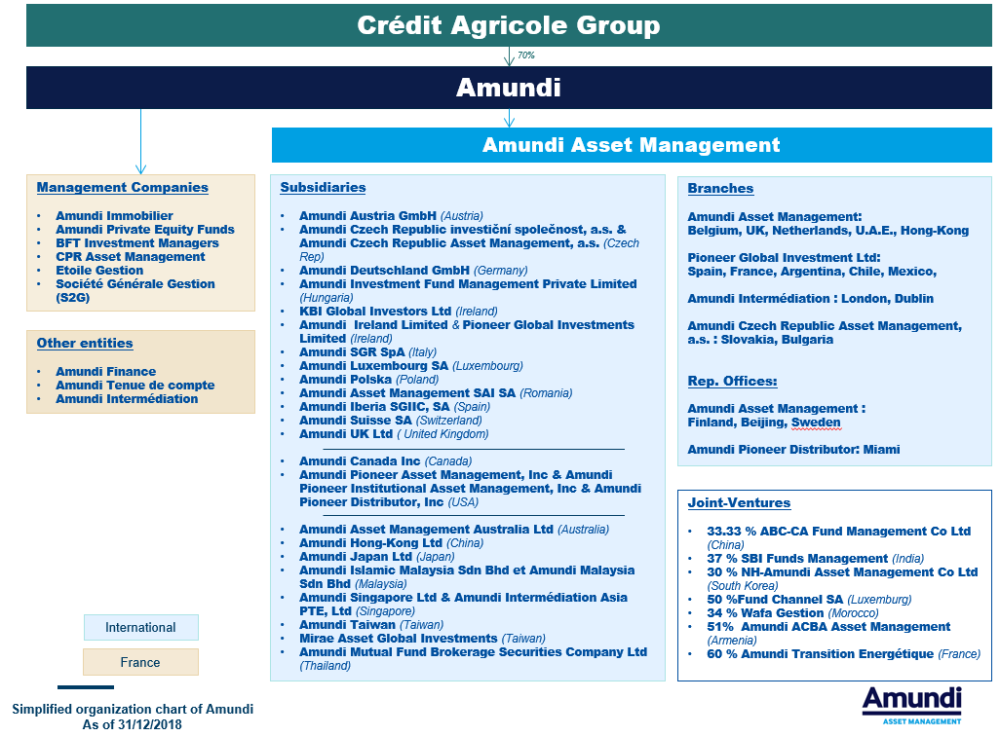 Crédit Agricole Group
70%
Amundi
Amundi Asset Management
Management Companies
• Amundi Immobilier
• Amundi Private Equity Funds
• BFT Investment Managers
• CPR Asset Management
• Etoile Gestion
• Société Générale Gestion
(S2G)
Other entities
• Amundi Finance
• Amundi Tenue de compte
• Amundi Intermédiation
Subsidiaries
• Amundi Austria GmbH (Austria)
• Amundi Czech Republic investiční společnost, a.s. &
Amundi Czech Republic Asset Management, a.s. (Czech
Rep)
• Amundi Deutschland GmbH (Germany)
• Amundi Investment Fund Management Private Limited
(Hungaria)
• KBI Global Investors Ltd (Ireland)
• Amundi Ireland Limited & Pioneer Global Investments
Limited (Ireland)
• Amundi SGR SpA (Italy)
• Amundi Luxembourg SA (Luxembourg)
• Amundi Polska (Poland)
• Amundi Asset Management SAI SA (Romania)
• Amundi Iberia SGIIC, SA (Spain)
• Amundi Suisse SA (Switzerland)
• Amundi UK Ltd ( United Kingdom)
• Amundi Canada Inc (Canada)
• Amundi Pioneer Asset Management, Inc & Amundi
Pioneer Institutional Asset Management, Inc & Amundi
Pioneer Distributor, Inc (USA)
• Amundi Asset Management Australia Ltd (Australia)
• Amundi Hong-Kong Ltd (China)
• Amundi Japan Ltd (Japan)
• Amundi Islamic Malaysia Sdn Bhd et Amundi Malaysia
Sdn Bhd (Malaysia)
• Amundi Singapore Ltd & Amundi Intermédiation Asia
PTE, Ltd (Singapore)
• Amundi Taiwan (Taiwan)
• Mirae Asset Global Investments (Taiwan)
• Amundi Mutual Fund Brokerage Securities Company Ltd
(Thailand)
Branches
Amundi Asset Management:
Belgium, UK, Netherlands, U.A.E., Hong-Kong
Pioneer Global Investment Ltd:
Spain, France, Argentina, Chile, Mexico,
Amundi Intermédiation : London, Dublin
Amundi Czech Republic Asset Management,
a.s. : Slovakia, Bulgaria
Rep. Offices:
Amundi Asset Management :
Finland, Beijing, Sweden
Amundi Pioneer Distributor: Miami
Joint-Ventures
• 33.33 % ABC-CA Fund Management Co Ltd
(China)
• 37 % SBI Funds Management (India)
• 30 % NH-Amundi Asset Management Co Ltd
(South Korea)
• 50 %Fund Channel SA (Luxemburg)
• 34 % Wafa Gestion (Morocco)
• 51% Amundi ACBA Asset Management
(Armenia)
• 60 % Amundi Transition Energétique (France)
International
France
Simplified organization chart of Amundi
As of 31/12/2018
Amundi
ASSET MANAGEMENT